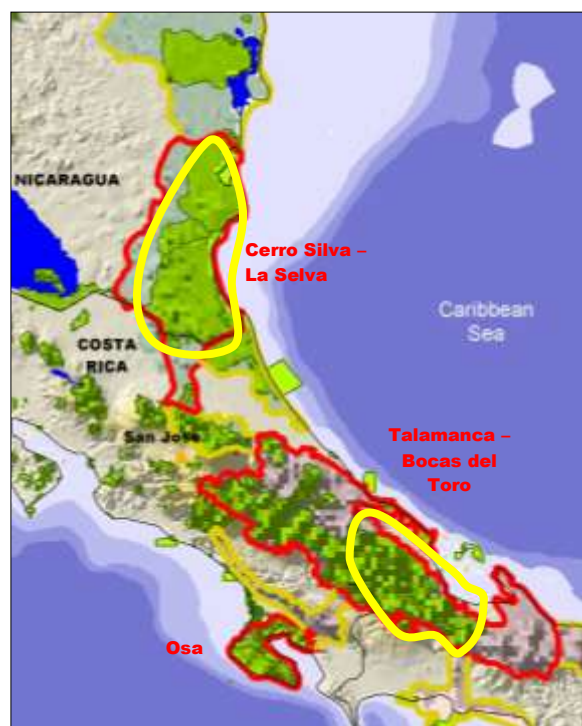 NICARAGUA
Cerro Silva –
La Selva
Caribbean
Sea
COSTA
RICA
San José
Talamanca –
Bocas del
Toro
Osa